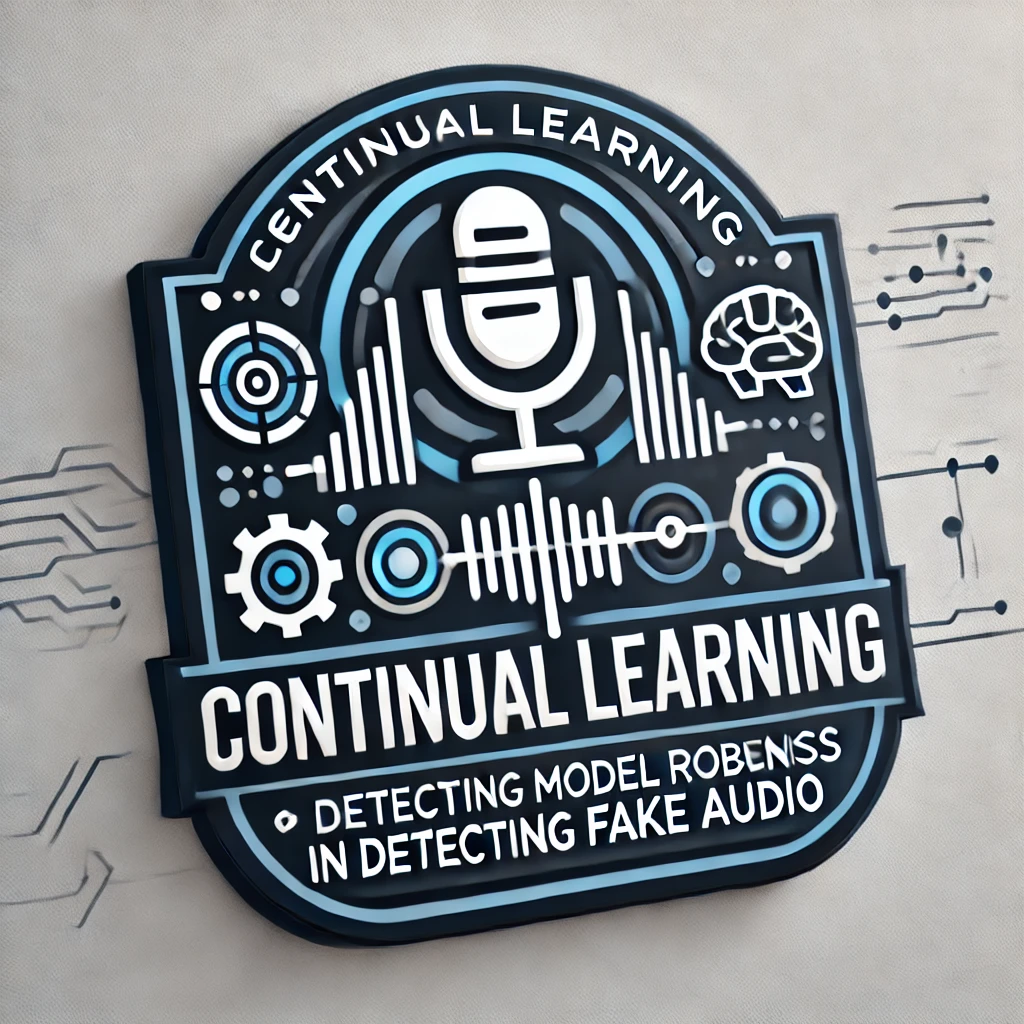 CENTINUAL LEARNING
CONTINUAL LEARNING
DETECTING MODEL ROBENISS
IN DETECTING FAKE AUDIO